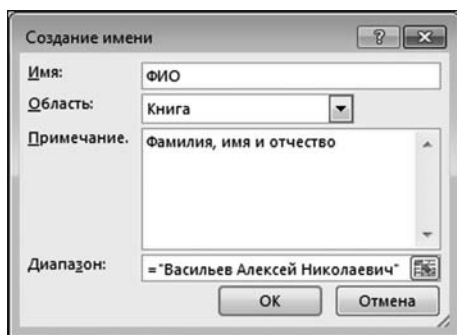 Создание имени
Имя: ФИО
Область: Книга
Примечание. Фамилия, имя и отчество
Диапазон: ="Васильев Алексей Николаевич"
ОК Отмена